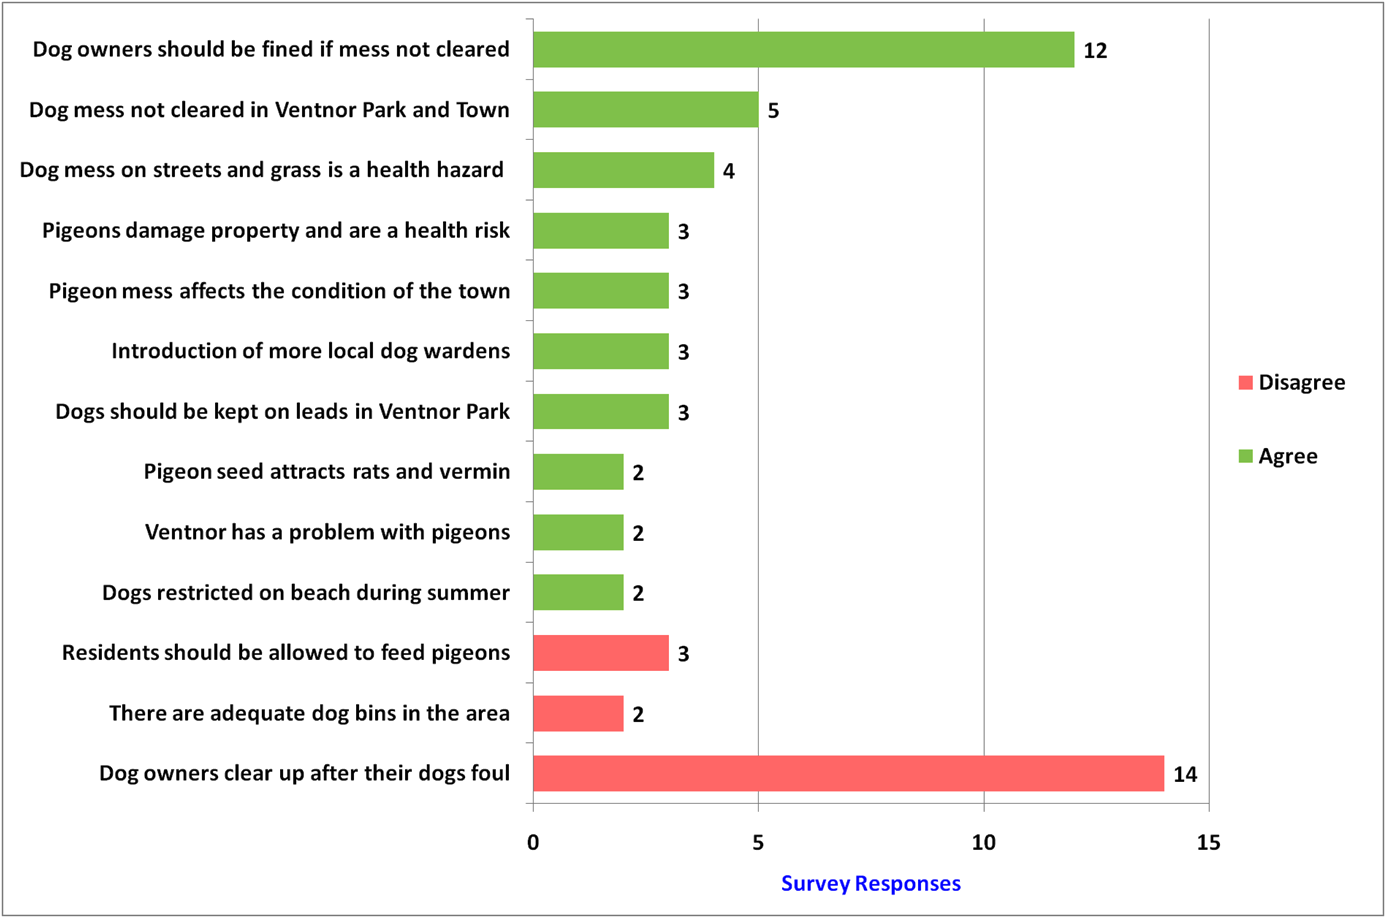 Dog owners should be fined if mess not cleared 12
Dog mess not cleared in Ventnor Park and Town 5
Dog mess on streets and grass is a health hazard 4
Pigeons damage property and are a health risk 3
Pigeon mess affects the condition of the town 3
Introduction of more local dog wardens 3
Dogs should be kept on leads in Ventnor Park 3
Pigeon seed attracts rats and vermin 2
Ventnor has a problem with pigeons 2
Dogs restricted on beach during summer 2
Residents should be allowed to feed pigeons 3
There are adequate dog bins in the area 2
Dog owners clear up after their dogs foul 14
0 5 10 15
Survey Responses
Disagree
Agree